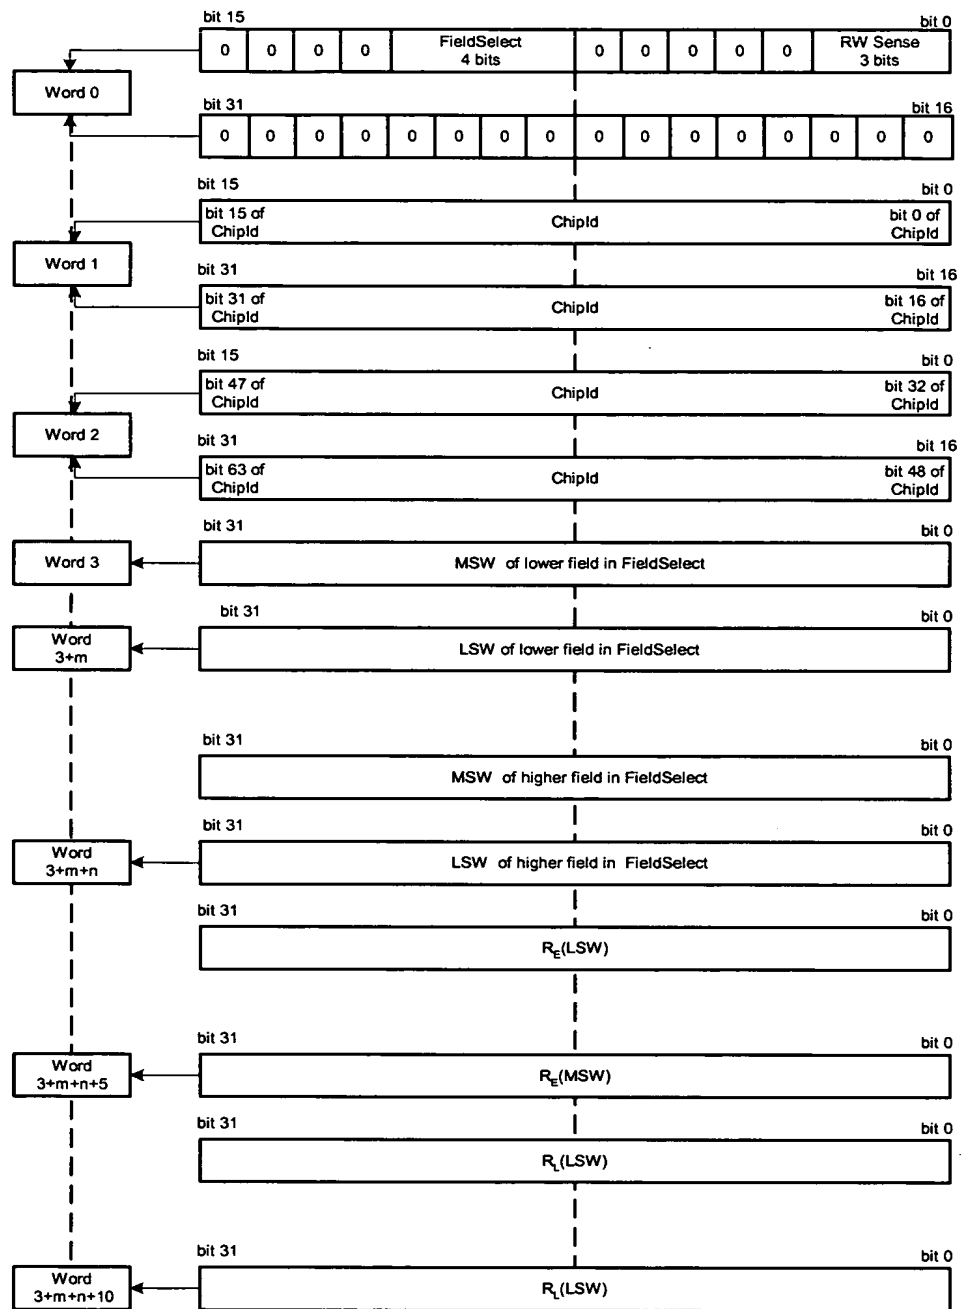 bit 15 bit 0
0 0 0 0 FieldSelect 4 bits 0 0 0 0 0 RW Sense 3 bits
Word 0
bit 31 bit 16
0 0 0 0 0 0 0 0 0 0 0 0 0 0 0 0
bit 15 bit 0
bit 15 of ChipId ChipId bit 0 of ChipId
Word 1
bit 31 bit 16
bit 31 of ChipId ChipId bit 16 of ChipId
bit 15 bit 0
bit 47 of ChipId ChipId bit 32 of ChipId
Word 2
bit 31 bit 16
bit 63 of ChipId ChipId bit 48 of ChipId
bit 31 bit 0
Word 3 MSW of lower field in FieldSelect
bit 31 bit 0
Word 3+m LSW of lower field in FieldSelect
bit 31 bit 0
MSW of higher field in FieldSelect
bit 31 bit 0
Word 3+m+n LSW of higher field in FieldSelect
bit 31 bit 0
R_E(LSW)
bit 31 bit 0
Word 3+m+n+5 R_E(MSW)
bit 31 bit 0
R_L(LSW)
bit 31 bit 0
Word 3+m+n+10 R_L(LSW)